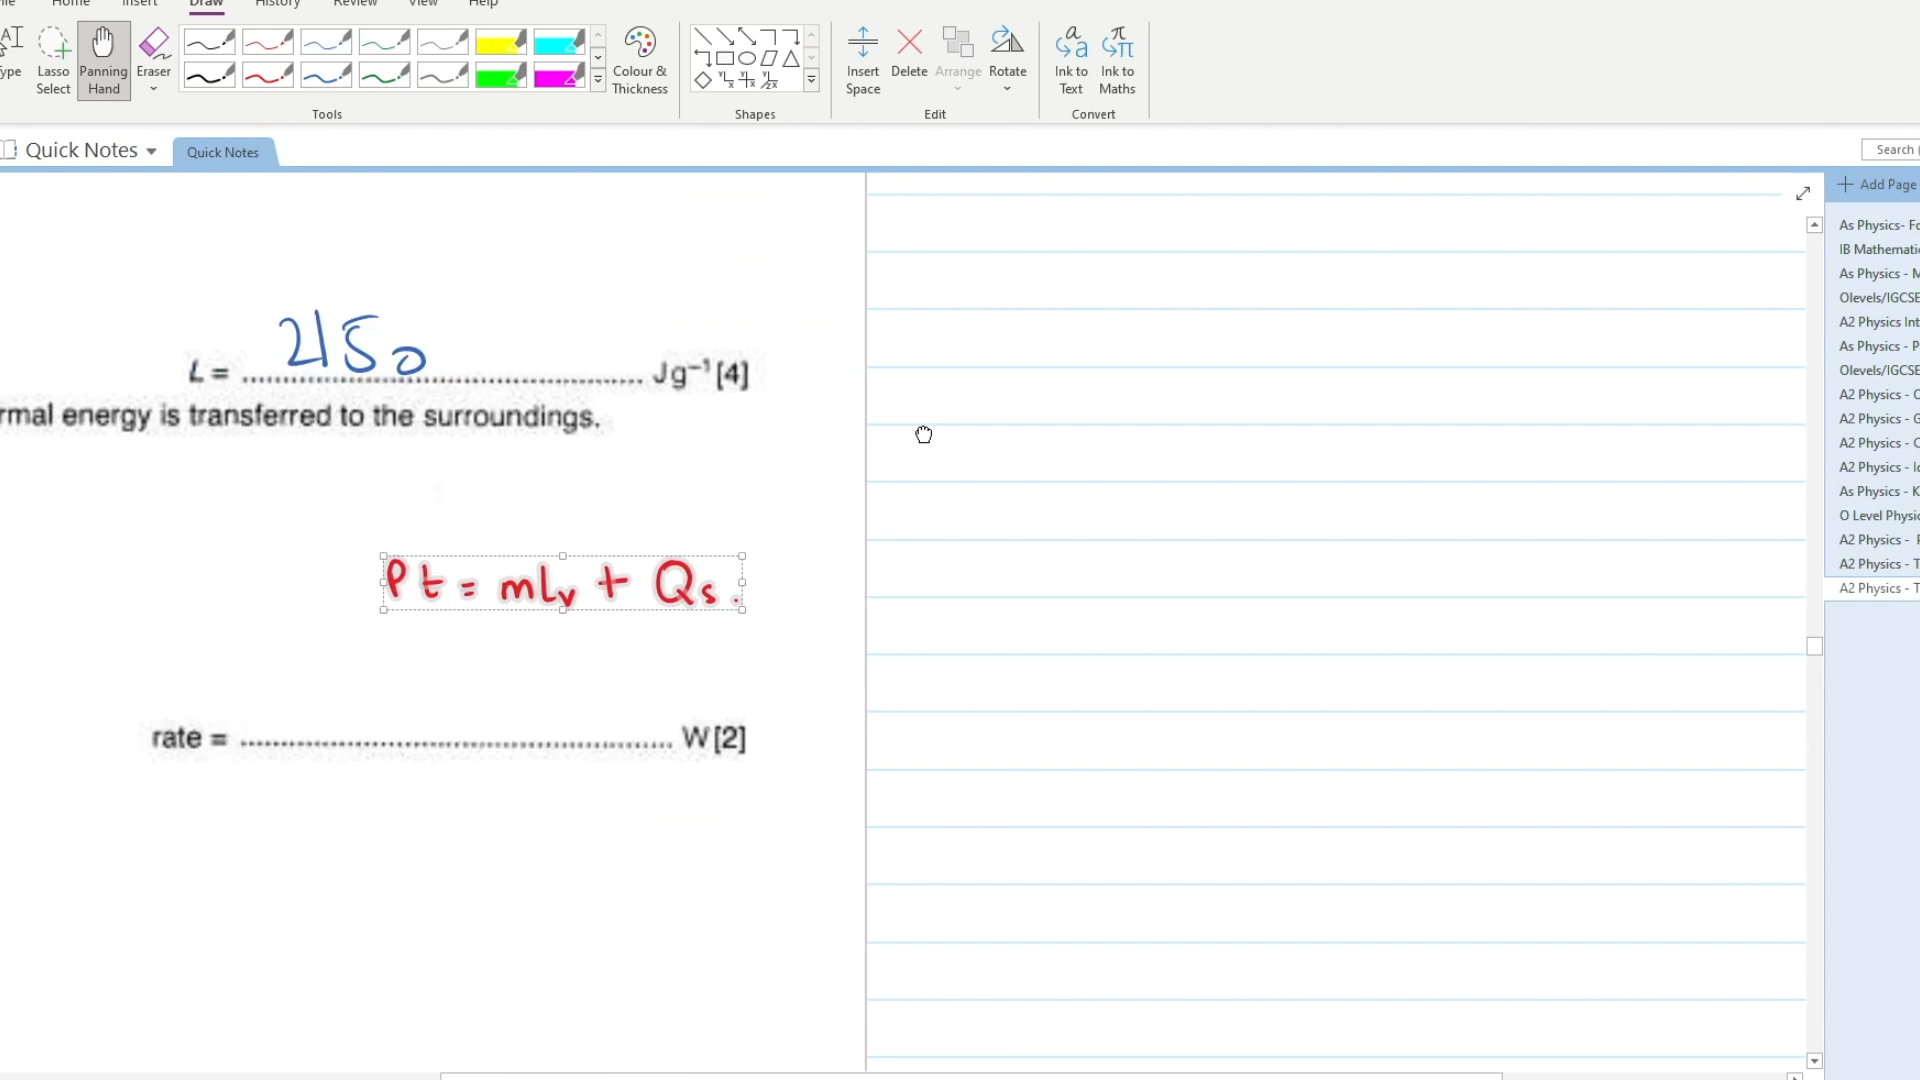 Home Insert Draw History Review View Help
Lasso Select
Panning Hand
Eraser
Colour & Thickness
Insert Space
Delete
Arrange
Rotate
Ink to Text
Ink to Maths
Tools
Shapes
Edit
Convert
Quick Notes
Quick Notes
Search
Add Page
As Physics- Fo
IB Mathemati
As Physics - M
Olevels/IGCSE
A2 Physics Int
As Physics - P
Olevels/IGCSE
A2 Physics - C
A2 Physics - G
A2 Physics - C
A2 Physics - Id
As Physics - K
O Level Physic
A2 Physics - P
A2 Physics - T
A2 Physics - T
L = 2150 Jg⁻¹ [4]
rmal energy is transferred to the surroundings.
Pt = mLv + Qs.
rate = ........................................ W [2]